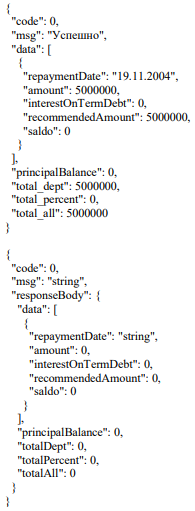 {
"code": 0,
"msg": "Успешно",
"data": [
{
"repaymentDate": "19.11.2004",
"amount": 5000000,
"interestOnTermDebt": 0,
"recommendedAmount": 5000000,
"saldo": 0
}
],
"principalBalance": 0,
"total_dept": 5000000,
"total_percent": 0,
"total_all": 5000000
}
{
"code": 0,
"msg": "string",
"responseBody": {
"data": [
{
"repaymentDate": "string",
"amount": 0,
"interestOnTermDebt": 0,
"recommendedAmount": 0,
"saldo": 0
}
],
"principalBalance": 0,
"totalDept": 0,
"totalPercent": 0,
"totalAll": 0
}
}